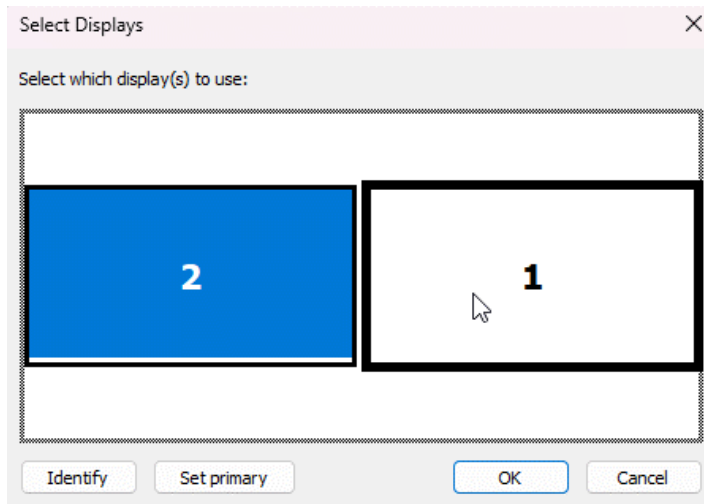 Select Displays
Select which display(s) to use:
2
1
Identify
Set primary
OK
Cancel